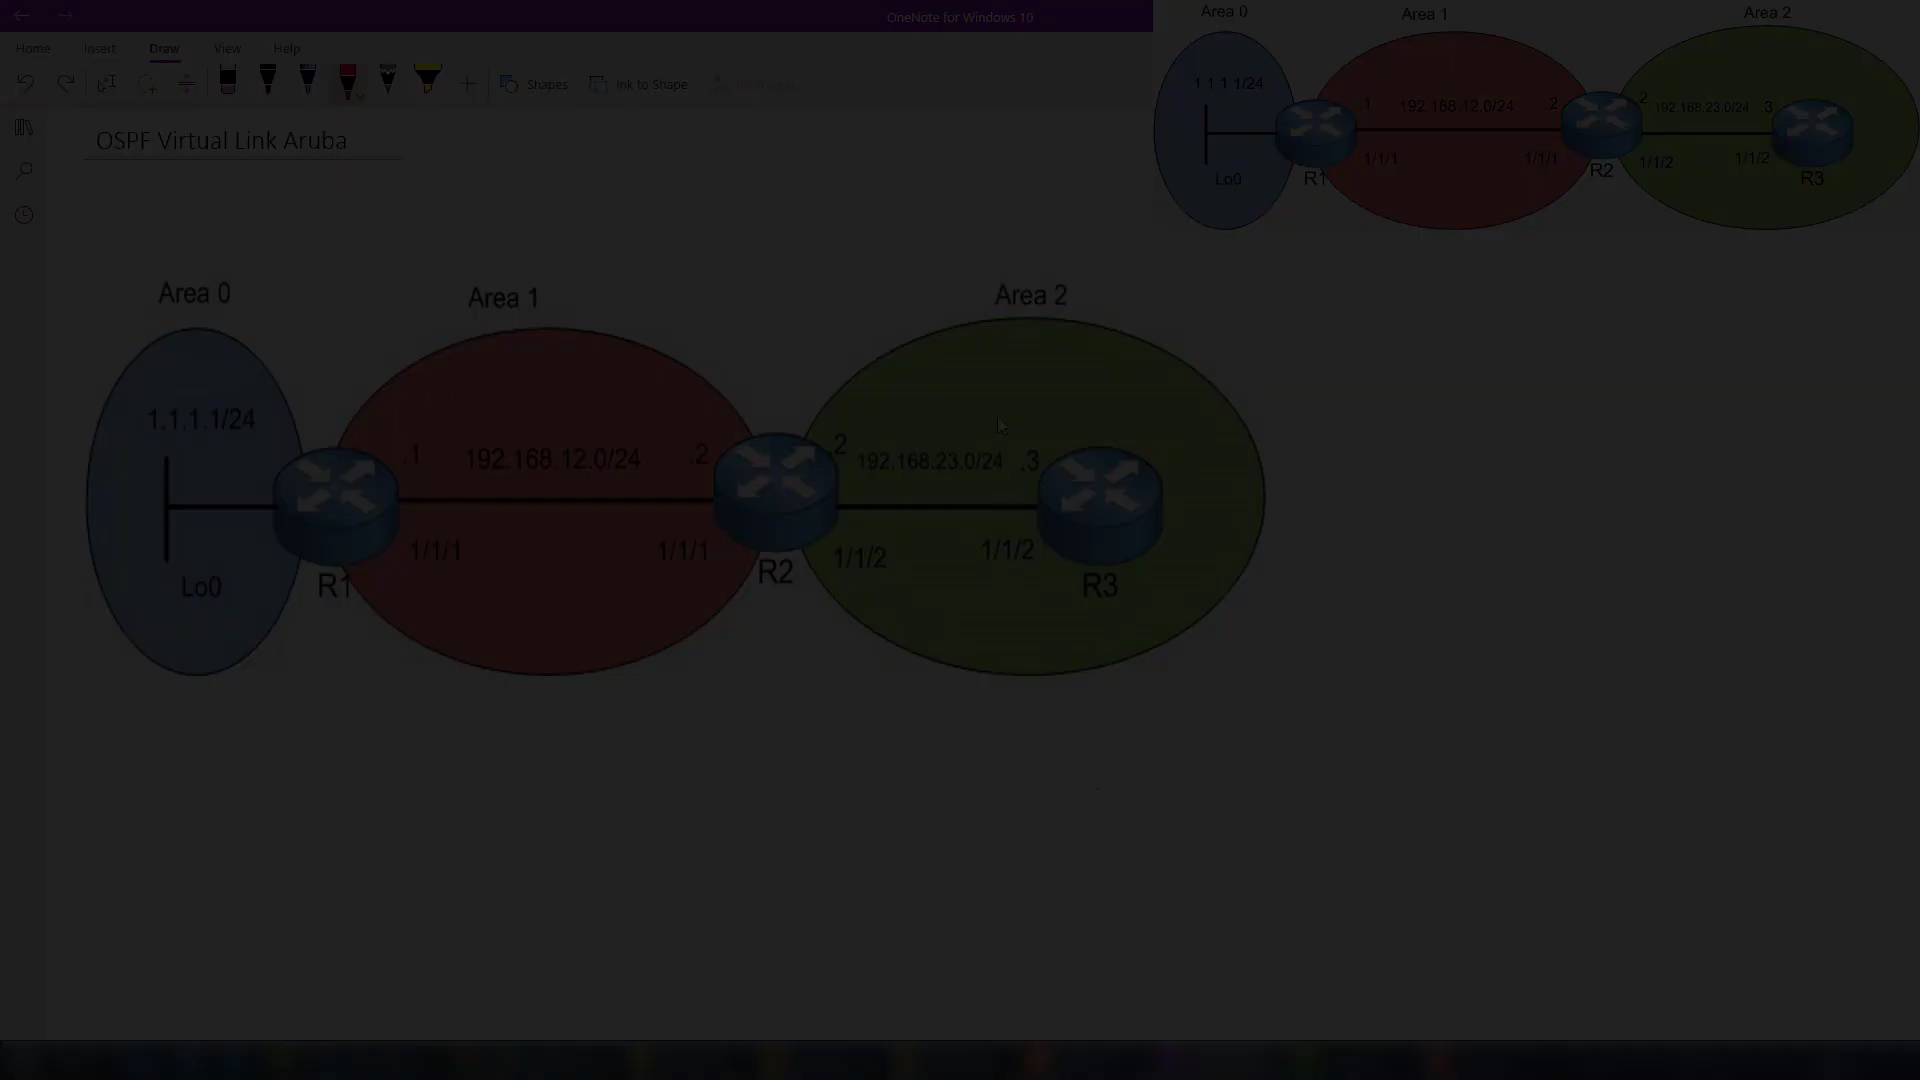 OneNote for Windows 10
Home Insert Draw View Help
Shapes Ink to Shape
OSPF Virtual Link Aruba
Area 0 Area 1 Area 2
1.1.1.1/24
.1 192.168.12.0/24 .2 2 192.168.23.0/24 .3
1/1/1 1/1/1 1/1/2 1/1/2
Lo0 R1 R2 R3
Area 0 Area 1 Area 2
1.1.1.1/24
.1 192.168.12.0/24 .2 2 192.168.23.0/24 .3
1/1/1 1/1/1 1/1/2 1/1/2
Lo0 R1 R2 R3